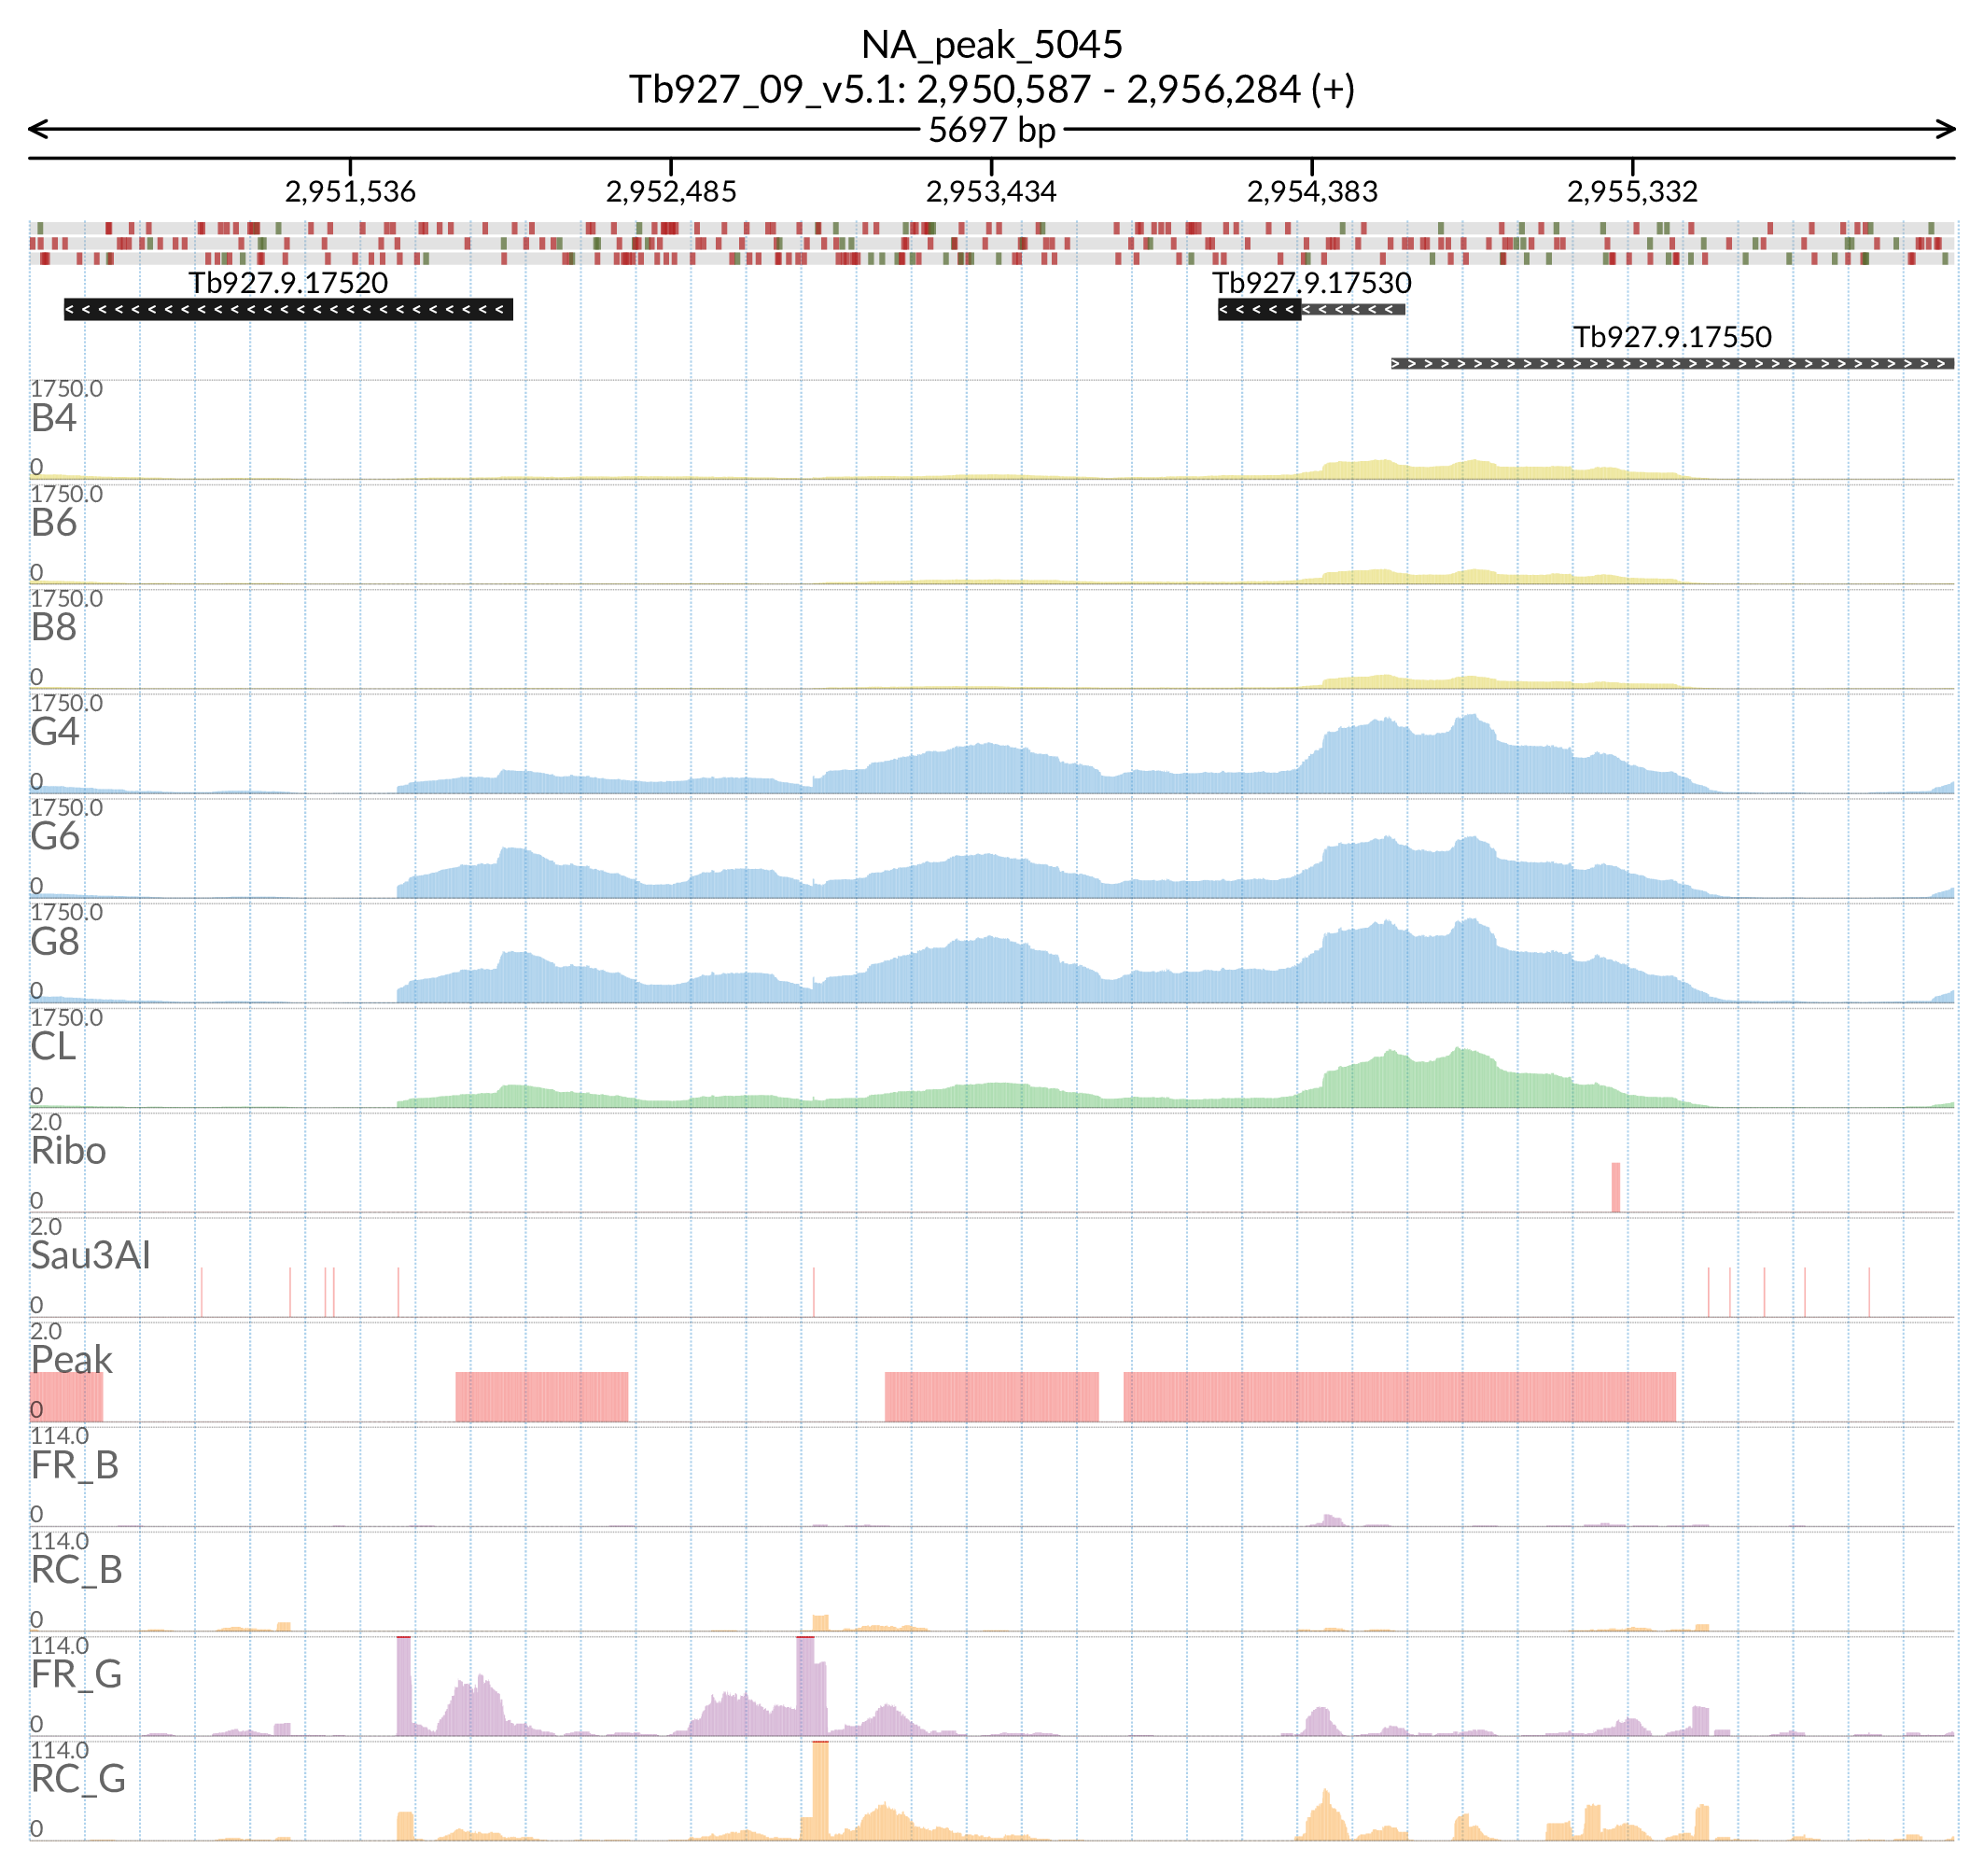 NA_peak_5045
Tb927_09_v5.1: 2,950,587 - 2,956,284 (+)
5697 bp
2,951,536 2,952,485 2,953,434 2,954,383 2,955,332
Tb927.9.17520 Tb927.9.17530
Tb927.9.17550
1750.0
B4
0
1750.0
B6
0
1750.0
B8
0
1750.0
G4
0
1750.0
G6
0
1750.0
G8
0
1750.0
CL
0
2.0
Ribo
0
2.0
Sau3AI
0
2.0
Peak
0
114.0
FR_B
0
114.0
RC_B
0
114.0
FR_G
0
114.0
RC_G
0